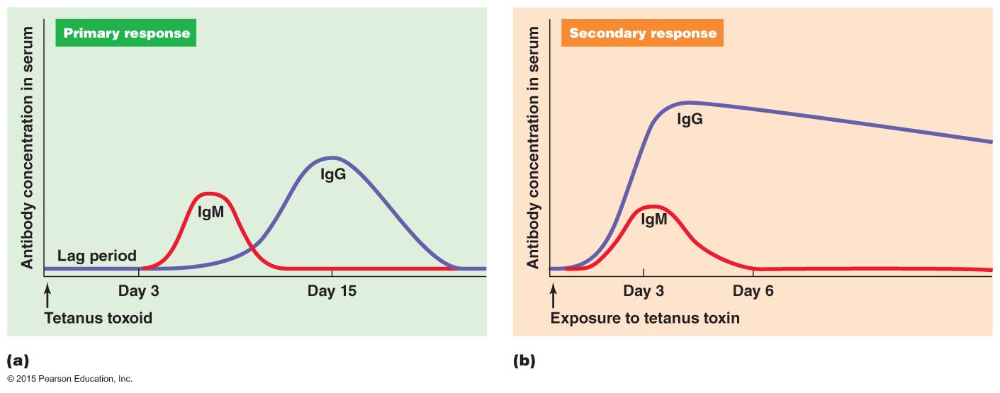 Primary response
Antibody concentration in serum
IgG
IgM
Lag period
Day 3
Day 15
Tetanus toxoid
(a)
Secondary response
Antibody concentration in serum
IgG
IgM
Day 3
Day 6
Exposure to tetanus toxin
(b)
© 2015 Pearson Education, Inc.